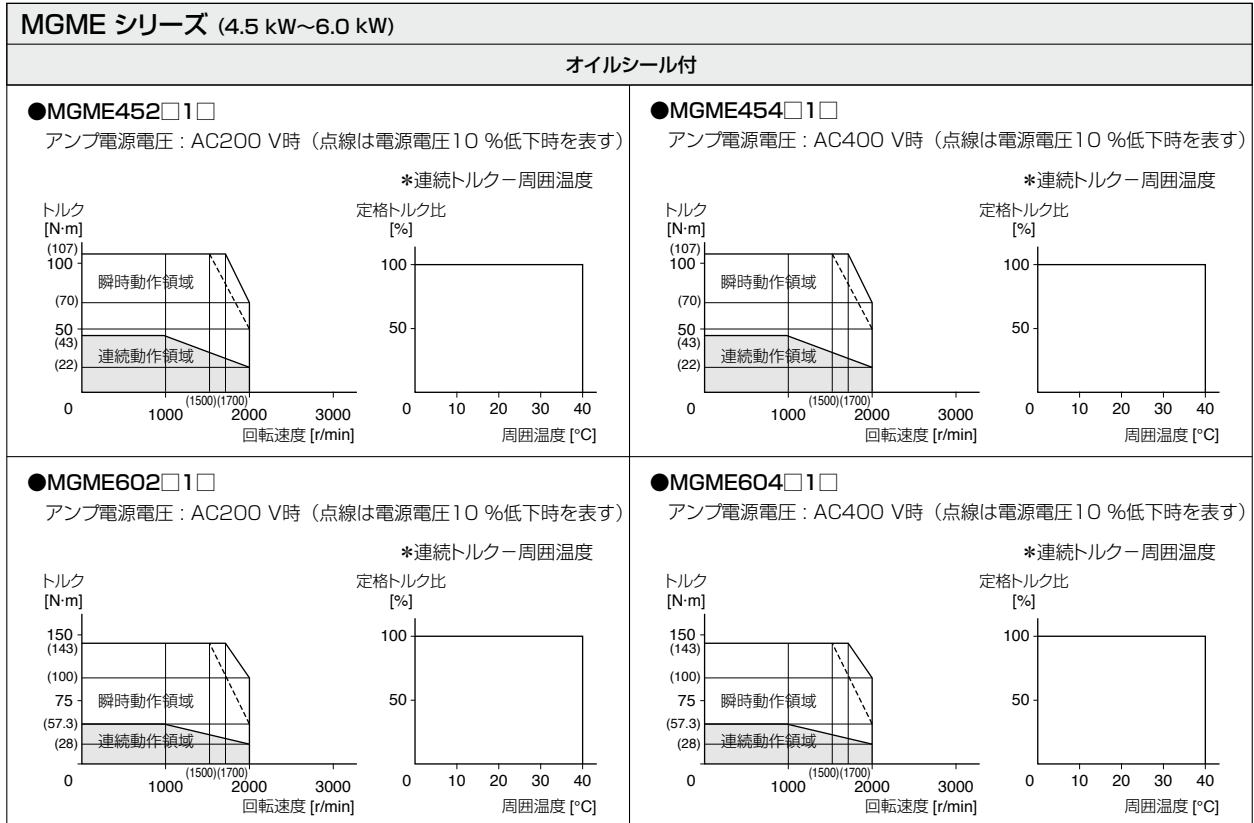 MGME シリーズ (4.5 kW～6.0 kW)
オイルシール付
●MGME452□1□
アンプ電源電圧 : AC200 V時（点線は電源電圧10 %低下時を表す）
＊連続トルクー周囲温度
トルク
[N·m]
(107)
100
瞬時動作領域
(70)
50
(43)
連続動作領域
(22)
0
1000
(1500)(1700)
2000
3000
回転速度 [r/min]
定格トルク比
[%]
100
50
0 10 20 30 40
周囲温度 [°C]
●MGME454□1□
アンプ電源電圧 : AC400 V時（点線は電源電圧10 %低下時を表す）
＊連続トルクー周囲温度
トルク
[N·m]
(107)
100
瞬時動作領域
(70)
50
(43)
連続動作領域
(22)
0
1000
(1500)(1700)
2000
3000
回転速度 [r/min]
定格トルク比
[%]
100
50
0 10 20 30 40
周囲温度 [°C]
●MGME602□1□
アンプ電源電圧 : AC200 V時（点線は電源電圧10 %低下時を表す）
＊連続トルクー周囲温度
トルク
[N·m]
150
(143)
(100)
75
瞬時動作領域
(57.3)
連続動作領域
(28)
0
1000
(1500)(1700)
2000
3000
回転速度 [r/min]
定格トルク比
[%]
100
50
0 10 20 30 40
周囲温度 [°C]
●MGME604□1□
アンプ電源電圧 : AC400 V時（点線は電源電圧10 %低下時を表す）
＊連続トルクー周囲温度
トルク
[N·m]
150
(143)
(100)
75
瞬時動作領域
(57.3)
連続動作領域
(28)
0
1000
(1500)(1700)
2000
3000
回転速度 [r/min]
定格トルク比
[%]
100
50
0 10 20 30 40
周囲温度 [°C]